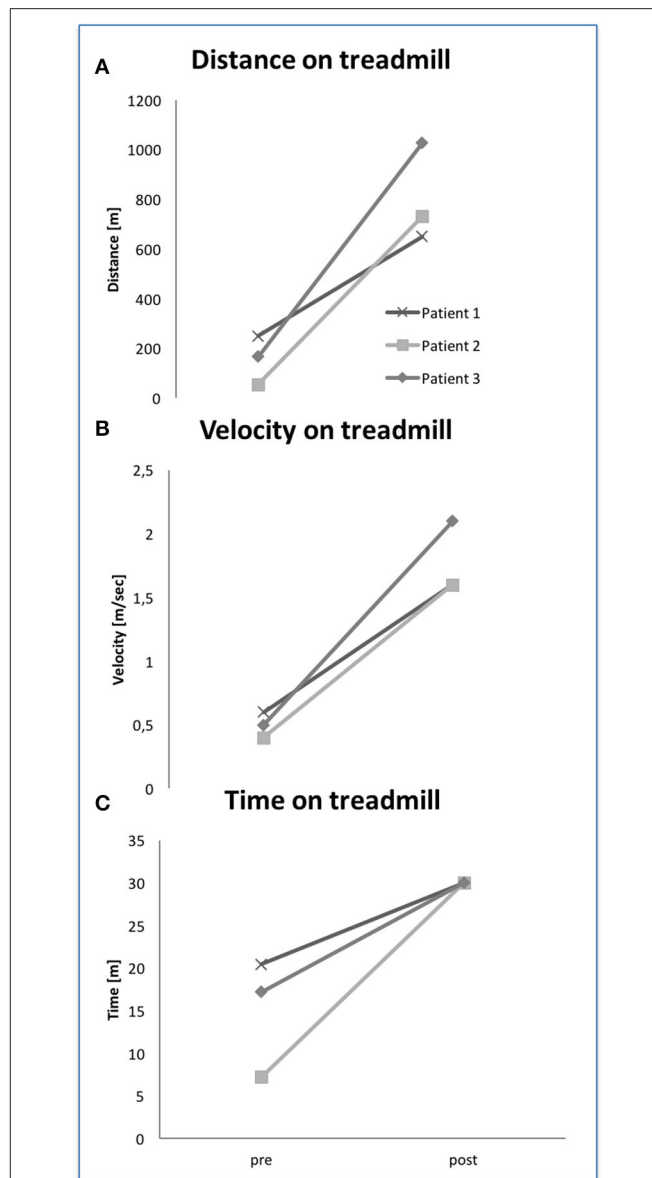 A
Distance on treadmill
1200
1000
800
600
400
200
0
Distance [m]
Patient 1
Patient 2
Patient 3
B
Velocity on treadmill
2,5
2
1,5
1
0,5
0
Velocity [m/sec]
C
Time on treadmill
35
30
25
20
15
10
5
0
Time [m]
pre post